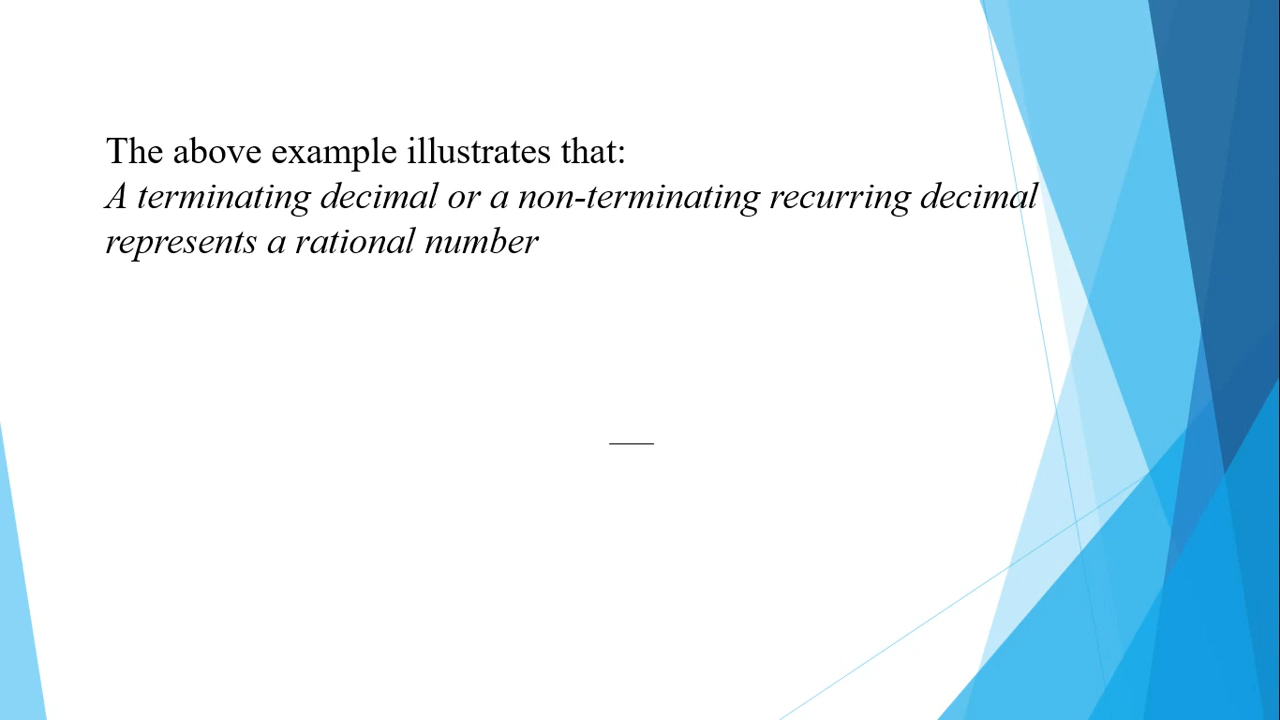 The above example illustrates that:
A terminating decimal or a non-terminating recurring decimal
represents a rational number